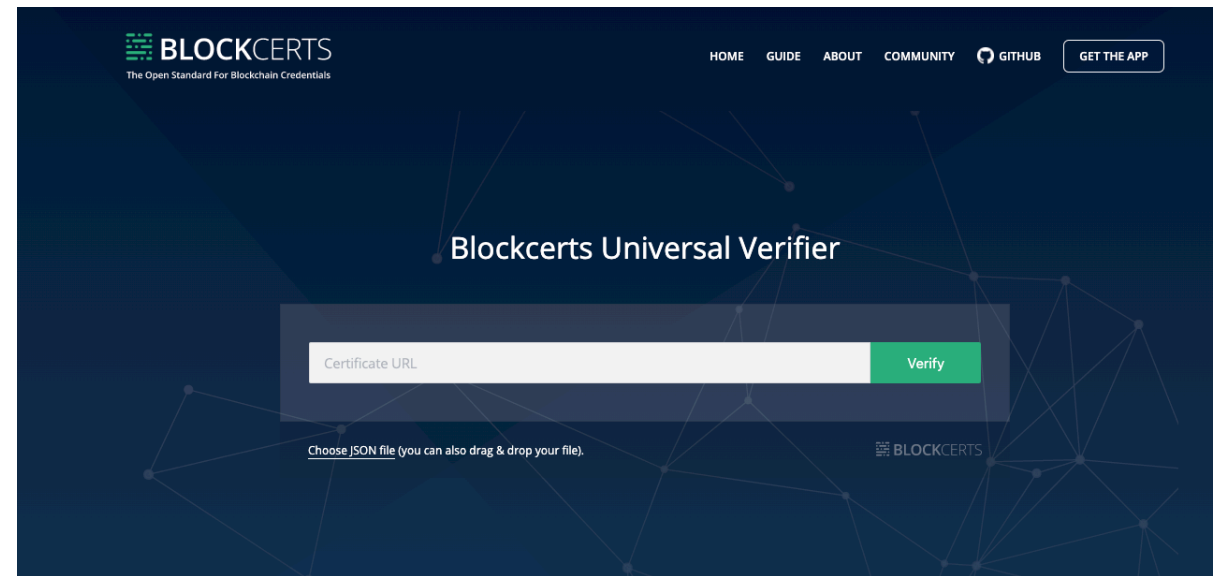 BLOCKCERTS
The Open Standard For Blockchain Credentials
HOME GUIDE ABOUT COMMUNITY GITHUB GET THE APP
Blockcerts Universal Verifier
Certificate URL Verify
Choose JSON file (you can also drag & drop your file). BLOCKCERTS